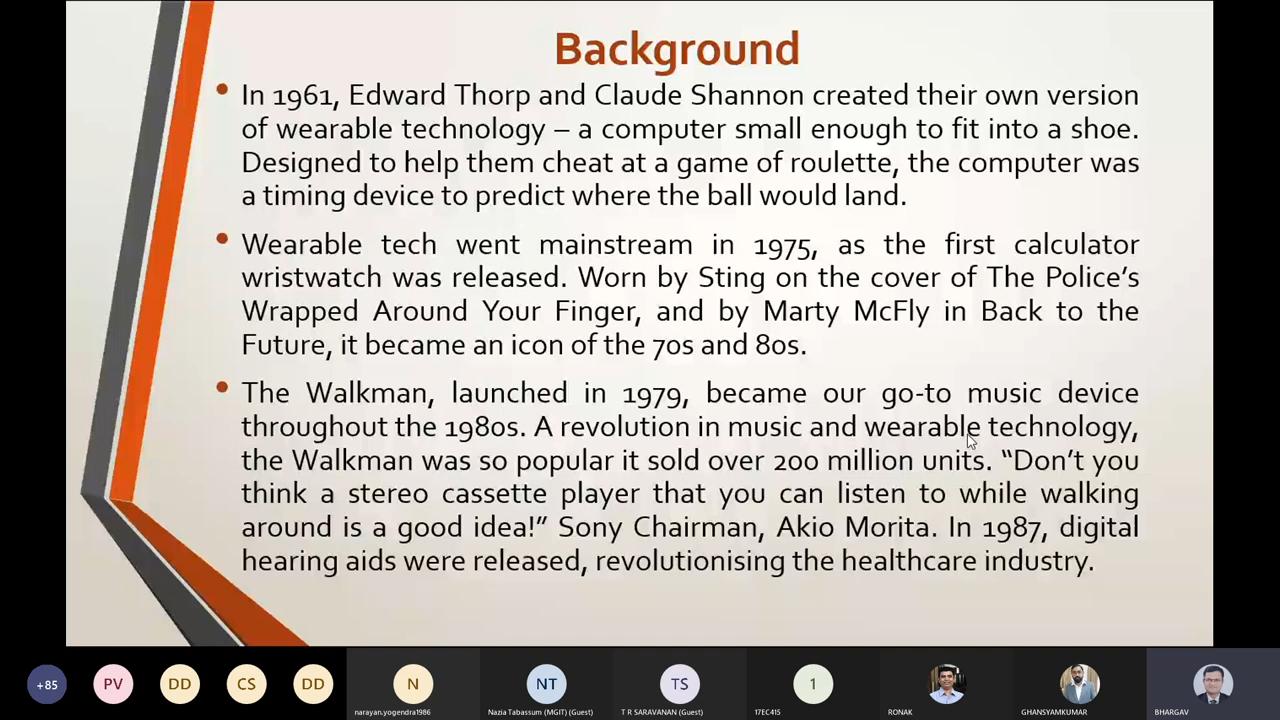 Background
• In 1961, Edward Thorp and Claude Shannon created their own version
of wearable technology – a computer small enough to fit into a shoe.
Designed to help them cheat at a game of roulette, the computer was
a timing device to predict where the ball would land.
• Wearable tech went mainstream in 1975, as the first calculator
wristwatch was released. Worn by Sting on the cover of The Police’s
Wrapped Around Your Finger, and by Marty McFly in Back to the
Future, it became an icon of the 70s and 80s.
• The Walkman, launched in 1979, became our go-to music device
throughout the 1980s. A revolution in music and wearable technology,
the Walkman was so popular it sold over 200 million units. “Don’t you
think a stereo cassette player that you can listen to while walking
around is a good idea!” Sony Chairman, Akio Morita. In 1987, digital
hearing aids were released, revolutionising the healthcare industry.
+85 PV DD CS DD N NT TS 1
narayan.yogendra1986 Nazia Tabassum (MGIT) (Guest) T R SARAVANAN (Guest) 17EC415 RONAK GHANSYAMKUMAR BHARGAV